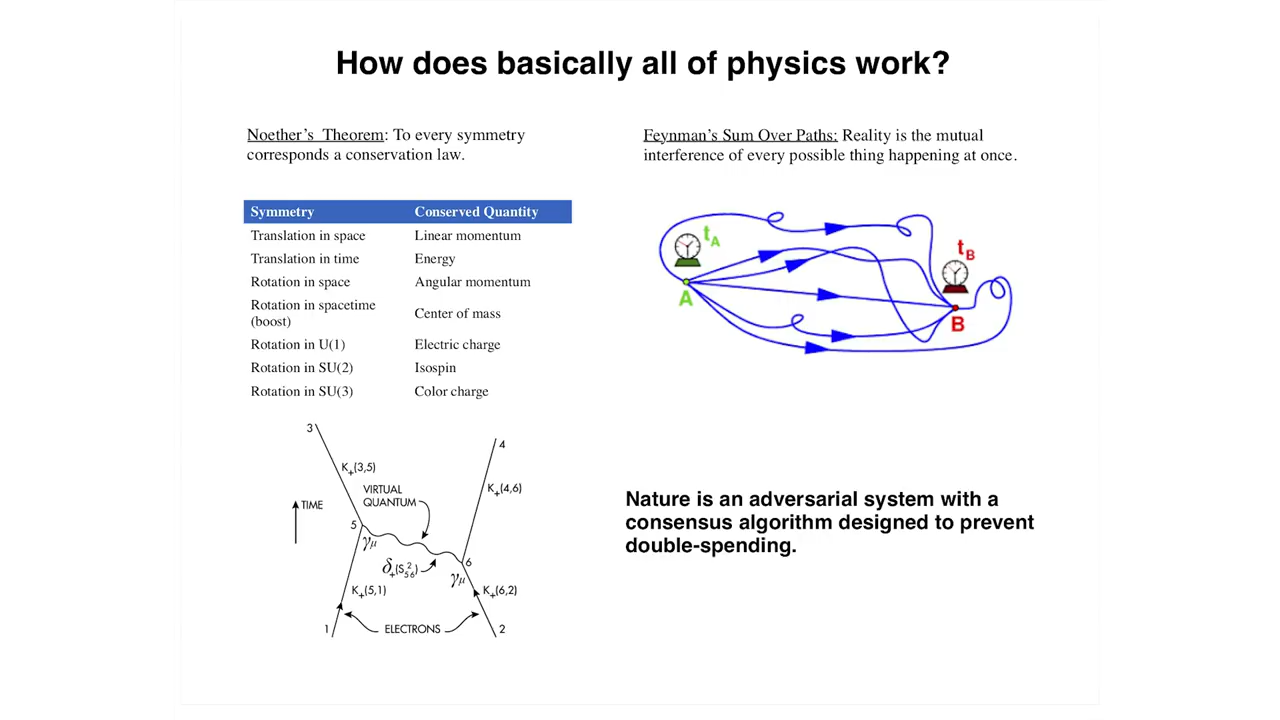 How does basically all of physics work?
Noether's Theorem: To every symmetry
corresponds a conservation law.
Symmetry Conserved Quantity
Translation in space Linear momentum
Translation in time Energy
Rotation in space Angular momentum
Rotation in spacetime
(boost) Center of mass
Rotation in U(1) Electric charge
Rotation in SU(2) Isospin
Rotation in SU(3) Color charge
Feynman's Sum Over Paths: Reality is the mutual
interference of every possible thing happening at once.
tA
tB
A
B
3
4
K+(3,5)
VIRTUAL
QUANTUM
K+(4,6)
TIME
5
γμ
6
δ+(S56²)
γμ
K+(5,1)
K+(6,2)
1
ELECTRONS
2
Nature is an adversarial system with a
consensus algorithm designed to prevent
double-spending.